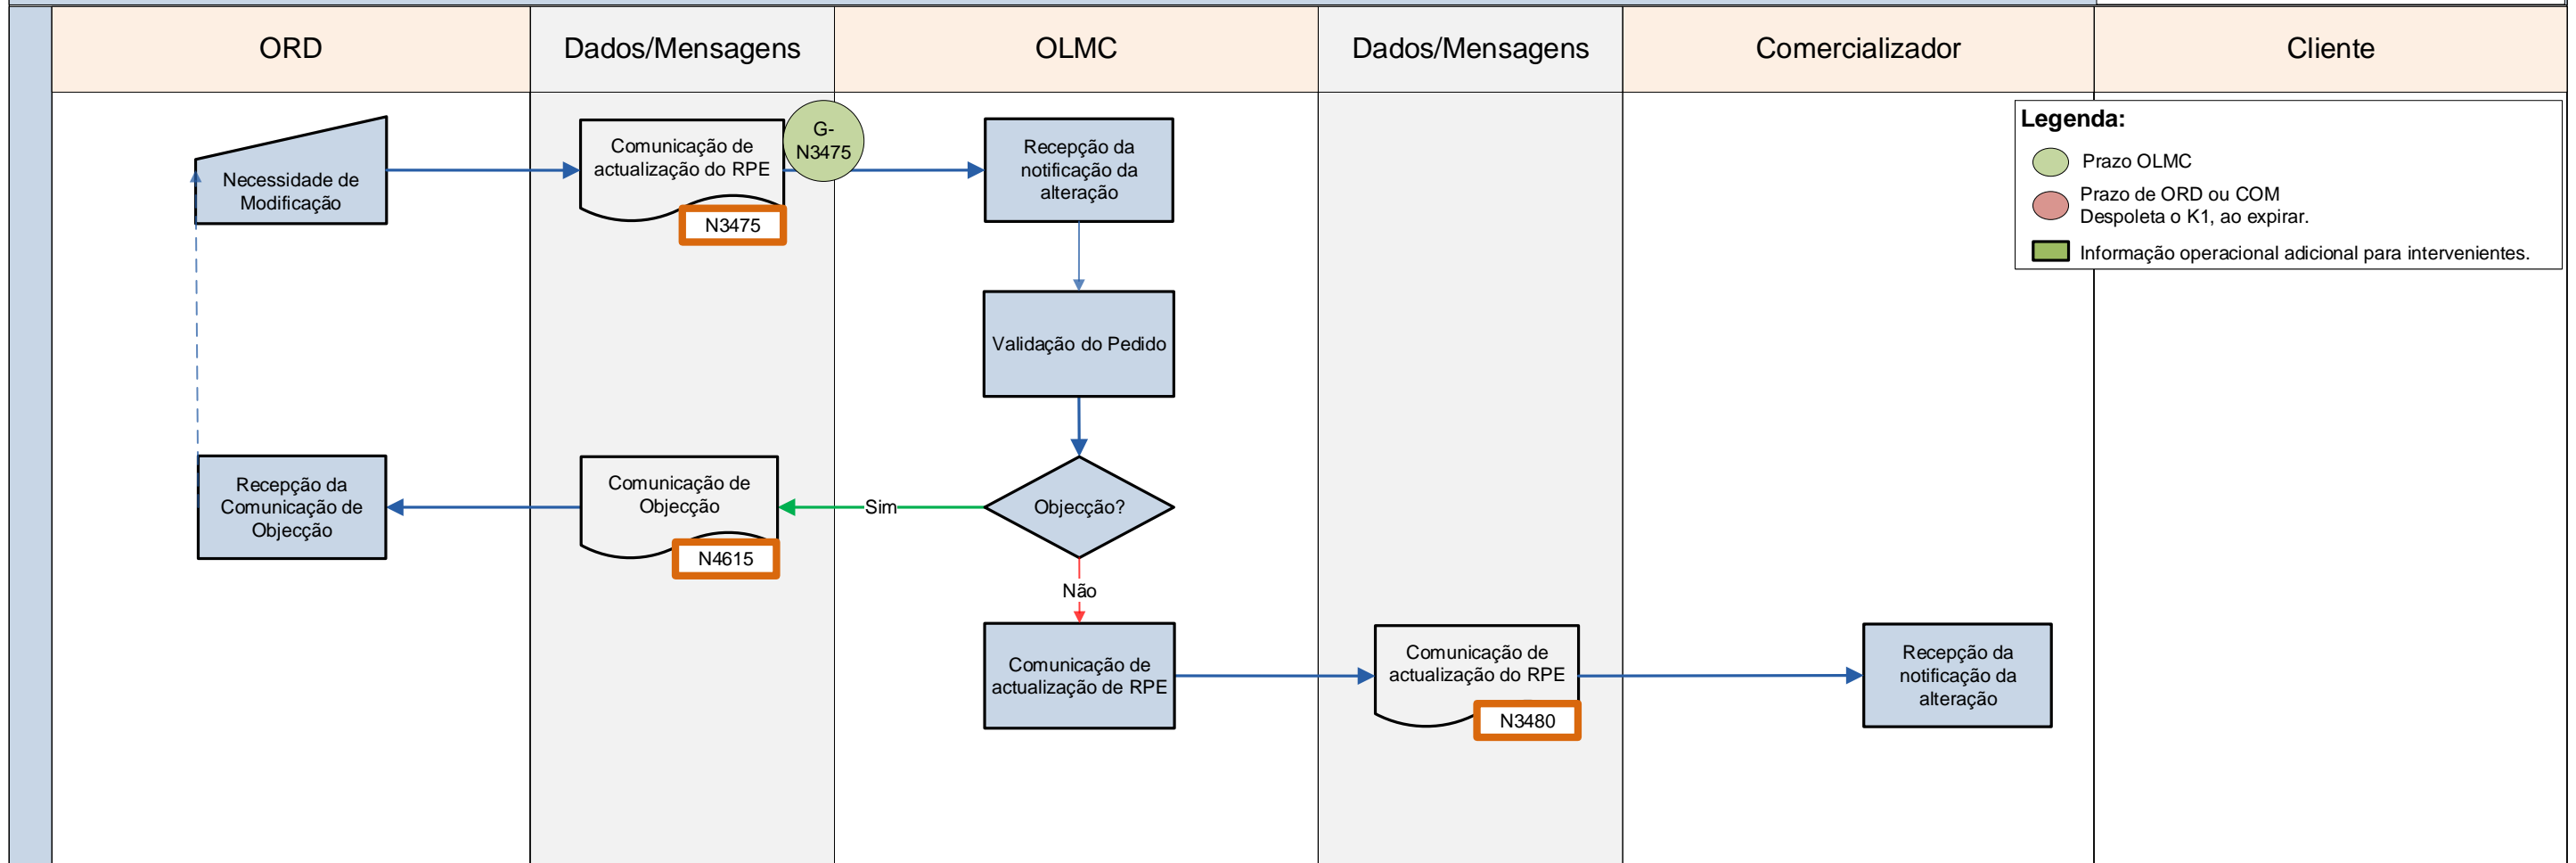 ORD
Dados/Mensagens
OLMC
Dados/Mensagens
Comercializador
Cliente
Legenda:
Prazo OLMC
Prazo de ORD ou COM
Despoleta o K1, ao expirar.
Informação operacional adicional para intervenientes.
Necessidade de
Modificação
Comunicação de
actualização do RPE
N3475
G-
N3475
Recepção da
notificação da
alteração
Validação do Pedido
Objecção?
Sim
Comunicação de
Objecção
N4615
Recepção da
Comunicação de
Objecção
Não
Comunicação de
actualização de RPE
Comunicação de
actualização do RPE
N3480
Recepção da
notificação da
alteração